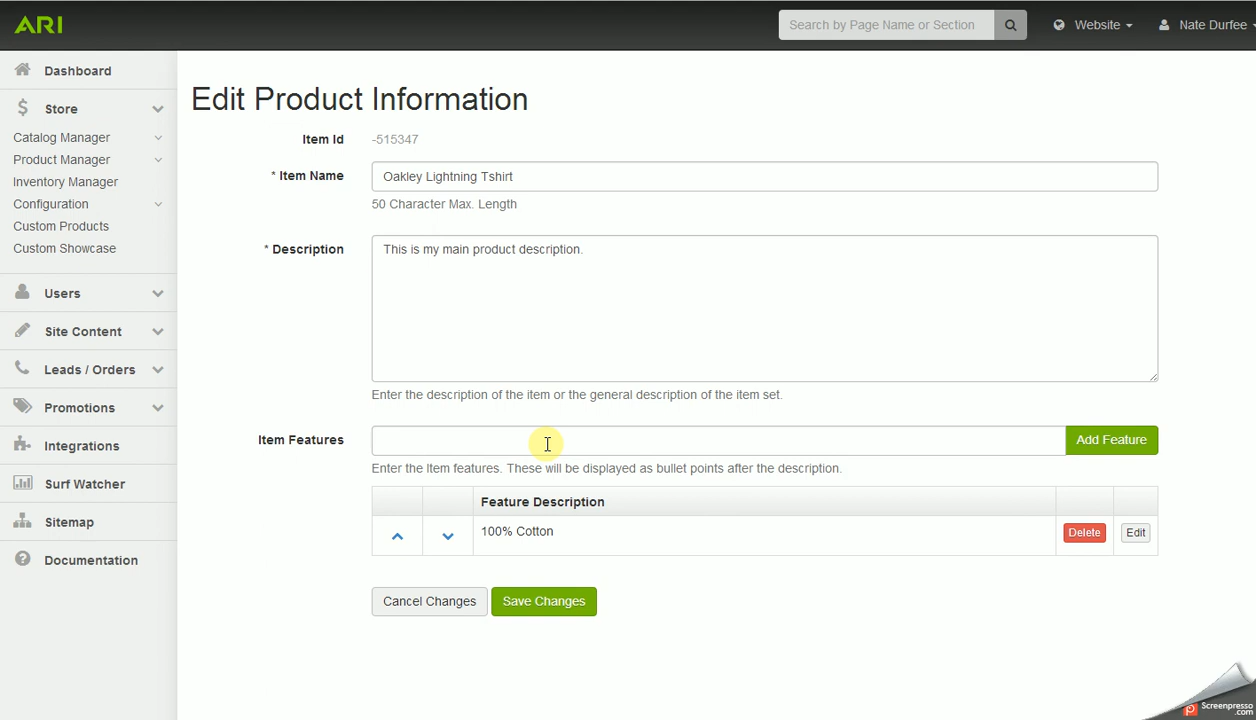 ARI
Search by Page Name or Section
Website
Nate Durfee
Dashboard
Store
Catalog Manager
Product Manager
Inventory Manager
Configuration
Custom Products
Custom Showcase
Users
Site Content
Leads / Orders
Promotions
Integrations
Surf Watcher
Sitemap
Documentation
Edit Product Information
Item Id -515347
* Item Name Oakley Lightning Tshirt
50 Character Max. Length
* Description This is my main product description.
Enter the description of the item or the general description of the item set.
Item Features Add Feature
Enter the Item features. These will be displayed as bullet points after the description.
Feature Description
100% Cotton Delete Edit
Cancel Changes Save Changes
Screenpresso
.com